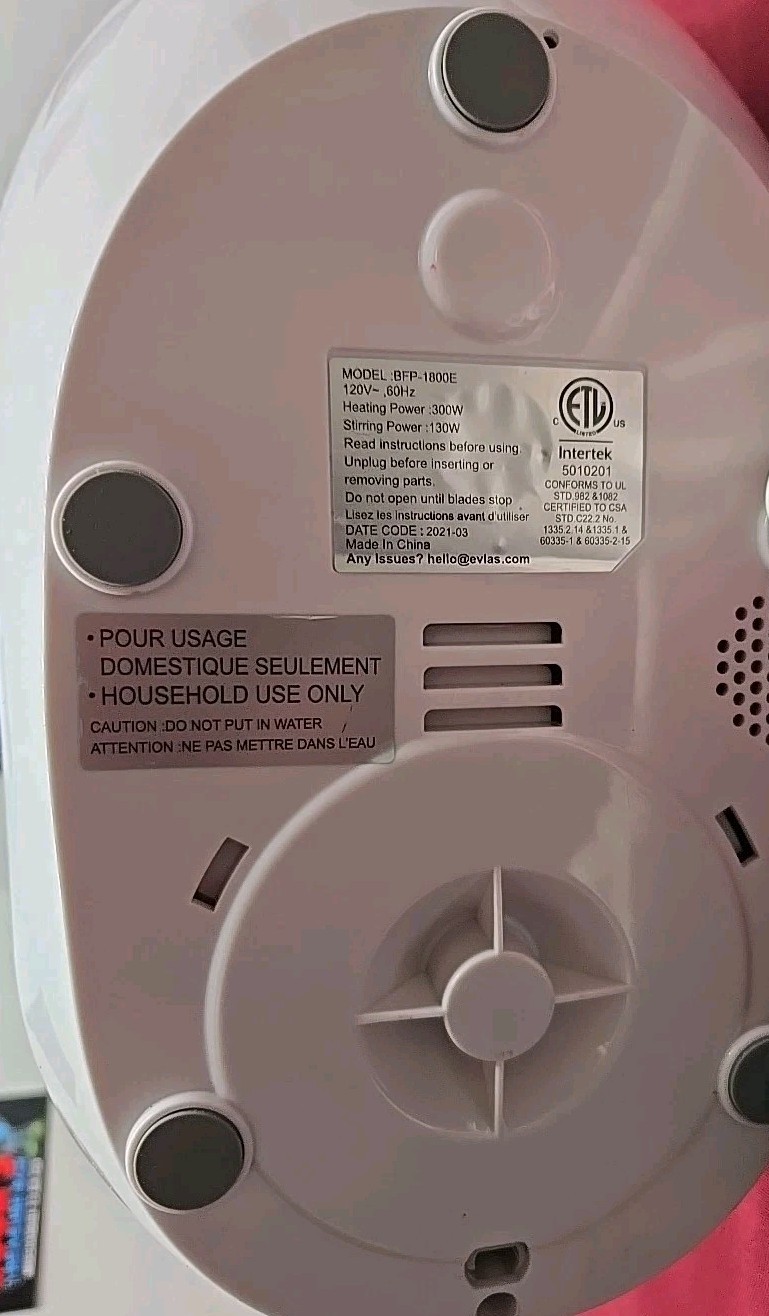 MODEL :BFP-1800E
120V~ ,60Hz
Heating Power :300W
Stirring Power :130W
Read instructions before using.
Unplug before inserting or
removing parts.
Do not open until blades stop
Lisez les instructions avant d'utiliser
DATE CODE : 2021-03
Made In China
Any Issues? hello@evlas.com
ETL
C US
LISTED
Intertek
5010201
CONFORMS TO UL
STD.982 &1082
CERTIFIED TO CSA
STD.C22.2 No.
1335.2.14 &1335.1 &
60335-1 & 60335-2-15
• POUR USAGE
DOMESTIQUE SEULEMENT
• HOUSEHOLD USE ONLY
CAUTION :DO NOT PUT IN WATER
ATTENTION :NE PAS METTRE DANS L'EAU